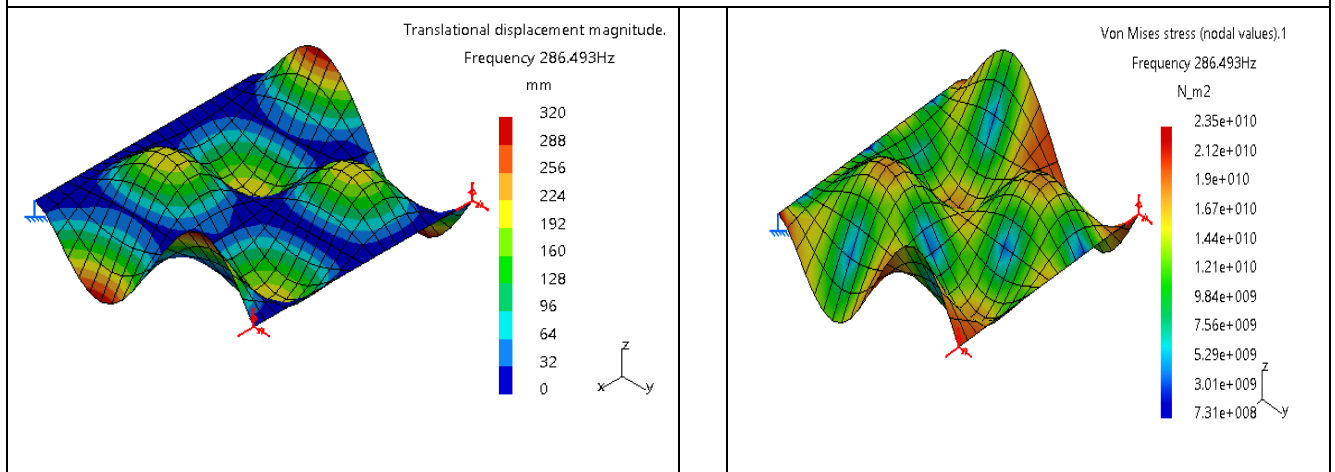 Translational displacement magnitude.
Frequency 286.493Hz
mm
320
288
256
224
192
160
128
96
64
32
0
z
x
y
Von Mises stress (nodal values).1
Frequency 286.493Hz
N_m2
2.35e+010
2.12e+010
1.9e+010
1.67e+010
1.44e+010
1.21e+010
9.84e+009
7.56e+009
5.29e+009
3.01e+009
7.31e+008
z
y